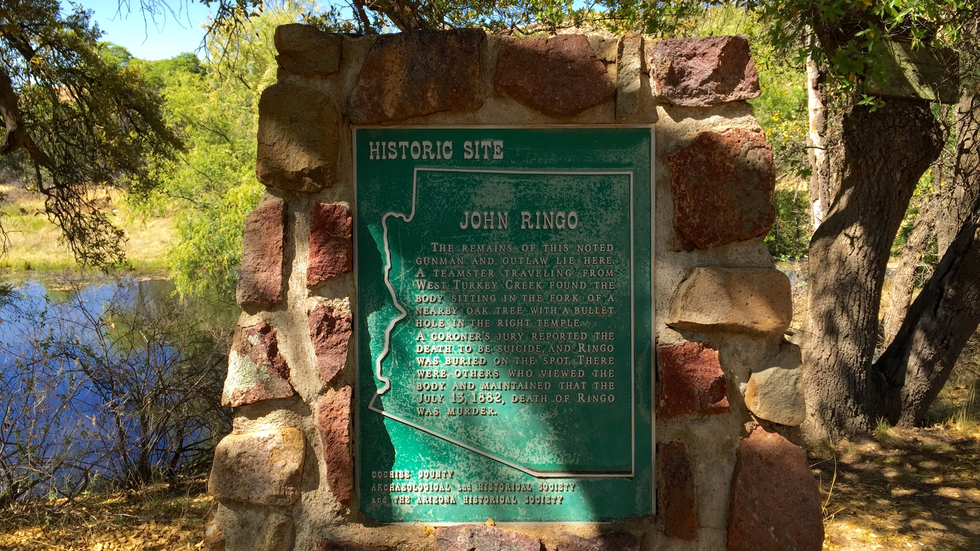 HISTORIC SITE
JOHN RINGO
THE REMAINS OF THIS NOTED
GUNMAN AND OUTLAW LIE HERE.
A TEAMSTER TRAVELING FROM
WEST TURKEY CREEK FOUND THE
BODY SITTING IN THE FORK OF A
NEARBY OAK TREE WITH A BULLET
HOLE IN THE RIGHT TEMPLE.
A CORONER'S JURY REPORTED THE
DEATH TO BE SUICIDE, AND RINGO
WAS BURIED ON THE SPOT. THERE
WERE OTHERS WHO VIEWED THE
BODY AND MAINTAINED THAT THE
JULY 13, 1882, DEATH OF RINGO
WAS MURDER.
COCHISE COUNTY
ARCHAEOLOGICAL and HISTORICAL SOCIETY
and THE ARIZONA HISTORICAL SOCIETY